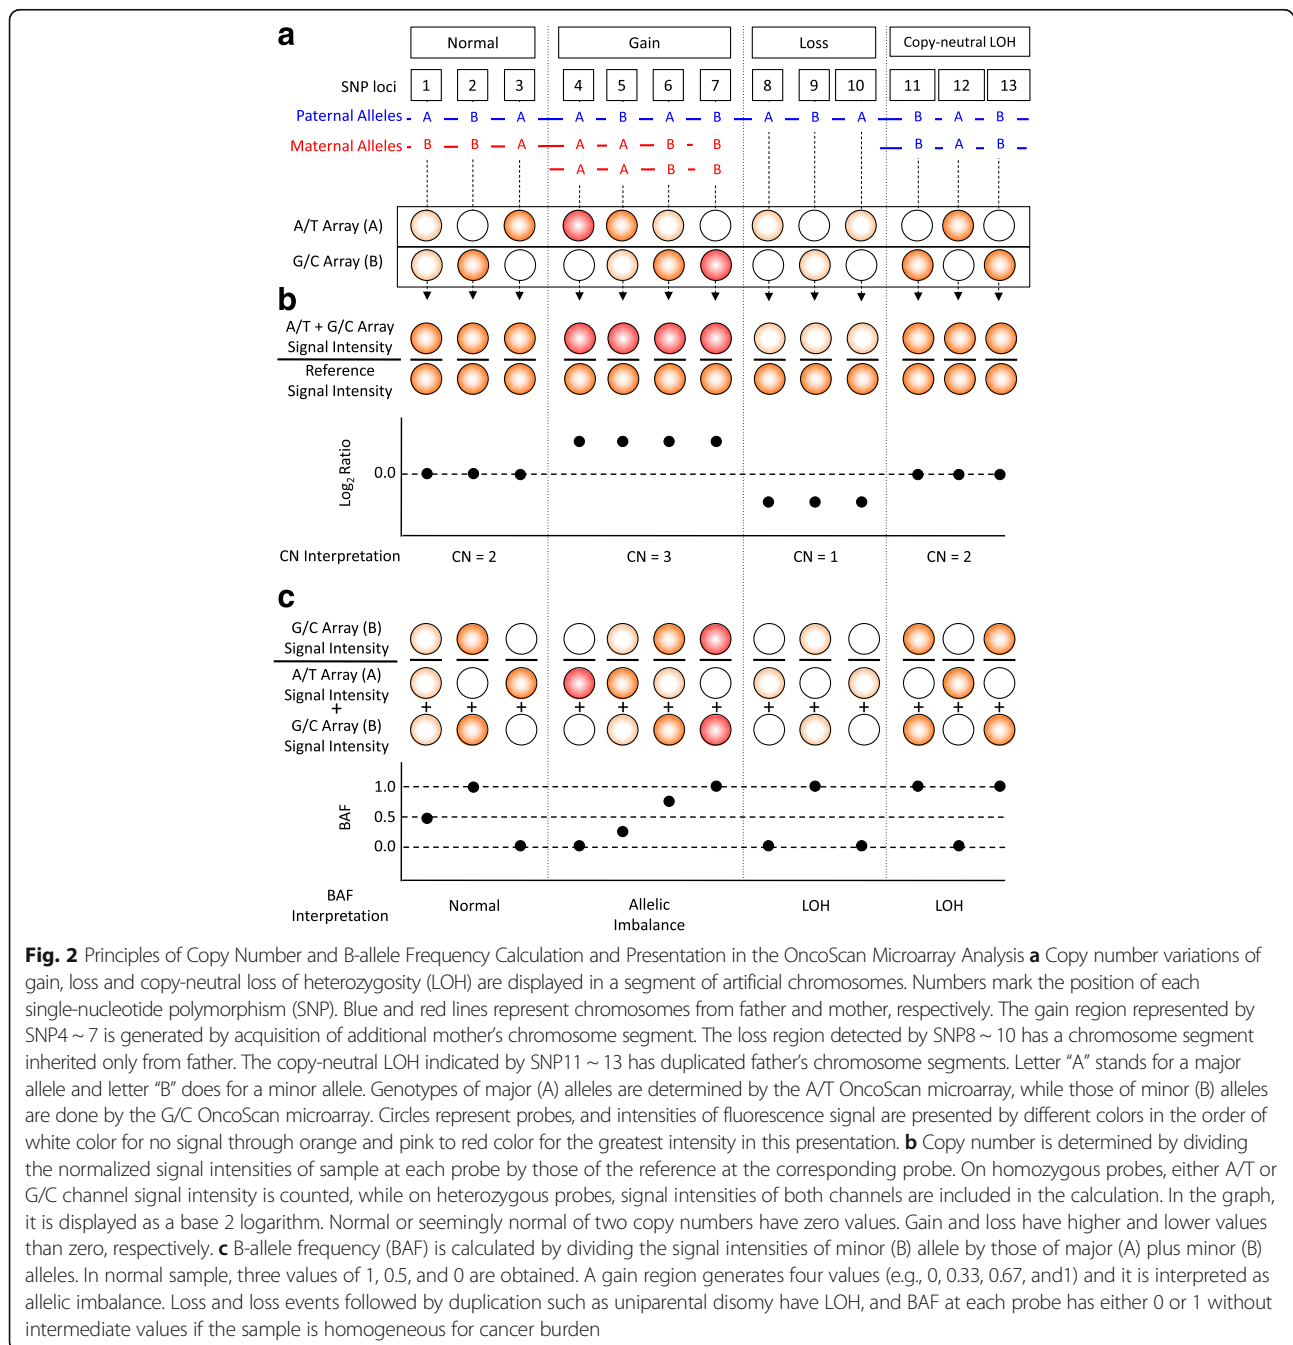 a
Normal Gain Loss Copy-neutral LOH
SNP loci 1 2 3 4 5 6 7 8 9 10 11 12 13
Paternal Alleles A B A A B A B A B A B A B
Maternal Alleles B B A A A B B B A B
A A B B
A/T Array (A)
G/C Array (B)
b
A/T + G/C Array
Signal Intensity
Reference
Signal Intensity
Log2 Ratio
0.0
CN Interpretation CN = 2 CN = 3 CN = 1 CN = 2
c
G/C Array (B)
Signal Intensity
A/T Array (A)
Signal Intensity
+ + + + + + + + + + + + + +
G/C Array (B)
Signal Intensity
BAF
1.0
0.5
0.0
BAF
Interpretation
Normal Allelic
Imbalance LOH LOH
Fig. 2 Principles of Copy Number and B-allele Frequency Calculation and Presentation in the OncoScan Microarray Analysis a Copy number variations of
gain, loss and copy-neutral loss of heterozygosity (LOH) are displayed in a segment of artificial chromosomes. Numbers mark the position of each
single-nucleotide polymorphism (SNP). Blue and red lines represent chromosomes from father and mother, respectively. The gain region represented by
SNP4 ~ 7 is generated by acquisition of additional mother's chromosome segment. The loss region detected by SNP8 ~ 10 has a chromosome segment
inherited only from father. The copy-neutral LOH indicated by SNP11 ~ 13 has duplicated father's chromosome segments. Letter "A" stands for a major
allele and letter "B" does for a minor allele. Genotypes of major (A) alleles are determined by the A/T OncoScan microarray, while those of minor (B) alleles
are done by the G/C OncoScan microarray. Circles represent probes, and intensities of fluorescence signal are presented by different colors in the order of
white color for no signal through orange and pink to red color for the greatest intensity in this presentation. b Copy number is determined by dividing
the normalized signal intensities of sample at each probe by those of the reference at the corresponding probe. On homozygous probes, either A/T or
G/C channel signal intensity is counted, while on heterozygous probes, signal intensities of both channels are included in the calculation. In the graph,
it is displayed as a base 2 logarithm. Normal or seemingly normal of two copy numbers have zero values. Gain and loss have higher and lower values
than zero, respectively. c B-allele frequency (BAF) is calculated by dividing the signal intensities of minor (B) allele by those of major (A) plus minor (B)
alleles. In normal sample, three values of 1, 0.5, and 0 are obtained. A gain region generates four values (e.g., 0, 0.33, 0.67, and1) and it is interpreted as
allelic imbalance. Loss and loss events followed by duplication such as uniparental disomy have LOH, and BAF at each probe has either 0 or 1 without
intermediate values if the sample is homogeneous for cancer burden